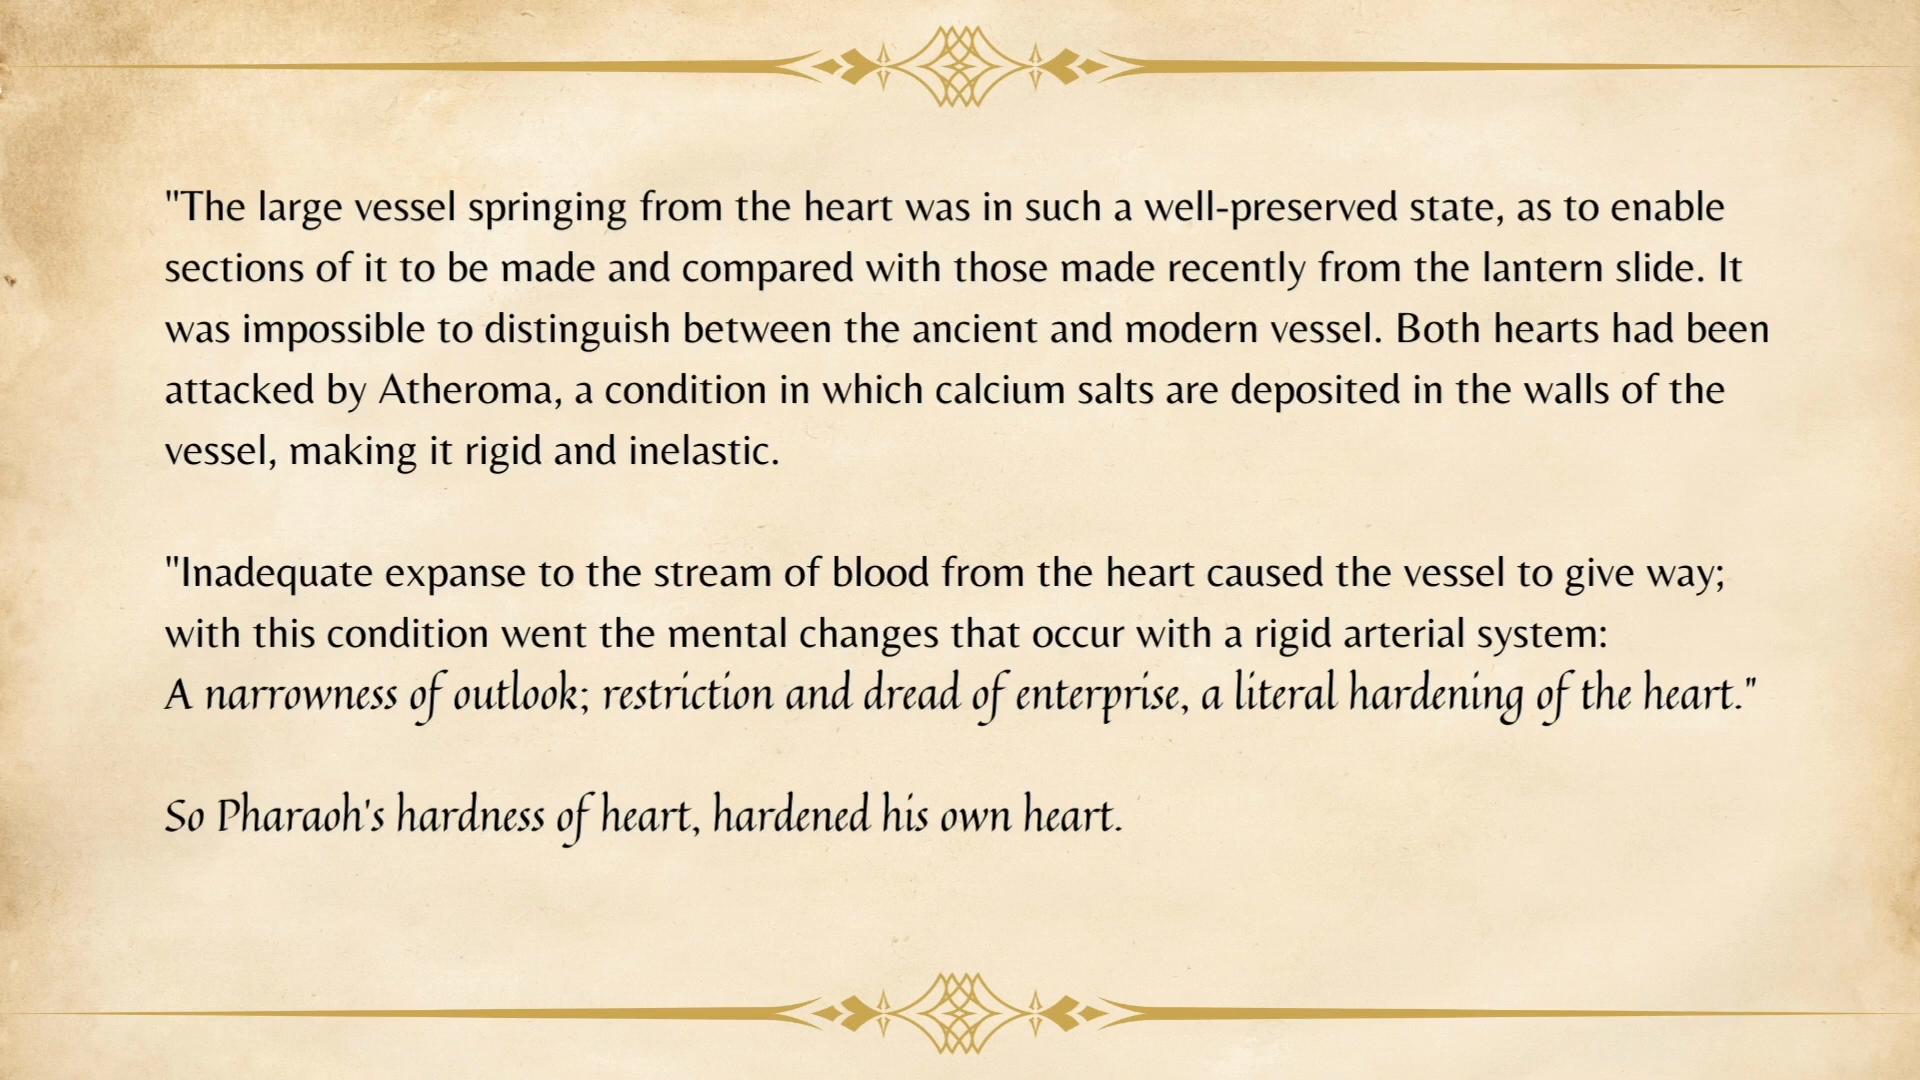 "The large vessel springing from the heart was in such a well-preserved state, as to enable
sections of it to be made and compared with those made recently from the lantern slide. It
was impossible to distinguish between the ancient and modern vessel. Both hearts had been
attacked by Atheroma, a condition in which calcium salts are deposited in the walls of the
vessel, making it rigid and inelastic.
"Inadequate expanse to the stream of blood from the heart caused the vessel to give way;
with this condition went the mental changes that occur with a rigid arterial system:
A narrowness of outlook; restriction and dread of enterprise, a literal hardening of the heart."
So Pharaoh's hardness of heart, hardened his own heart.